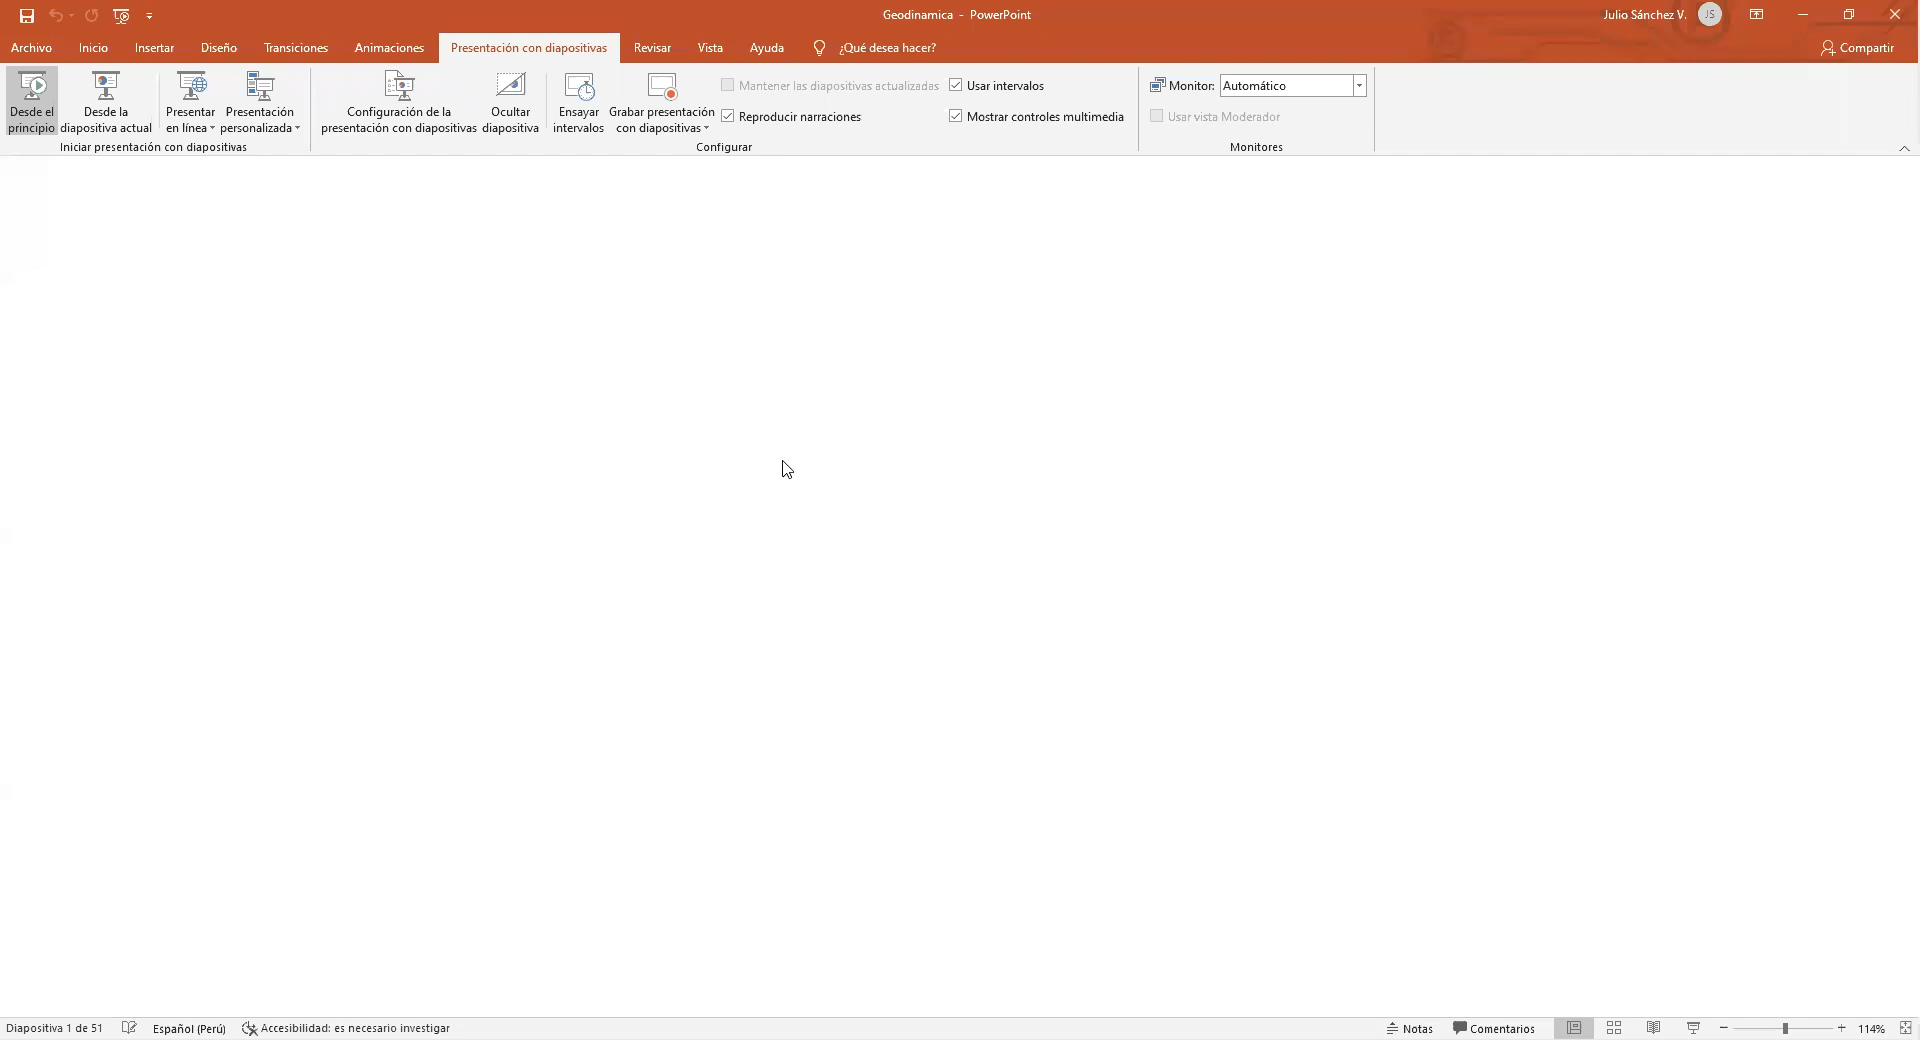 Geodinamica - PowerPoint
Julio Sánchez V.
JS
Archivo
Inicio
Insertar
Diseño
Transiciones
Animaciones
Presentación con diapositivas
Revisar
Vista
Ayuda
¿Qué desea hacer?
Compartir
Desde el
principio
Desde la
diapositiva actual
Presentar
en línea
Presentación
personalizada
Iniciar presentación con diapositivas
Configuración de la
presentación con diapositivas
Ocultar
diapositiva
Ensayar
intervalos
Grabar presentación
con diapositivas
Mantener las diapositivas actualizadas
Reproducir narraciones
Usar intervalos
Mostrar controles multimedia
Configurar
Monitor:
Automático
Usar vista Moderador
Monitores
Diapositiva 1 de 51
Español (Perú)
Accesibilidad: es necesario investigar
Notas
Comentarios
114%